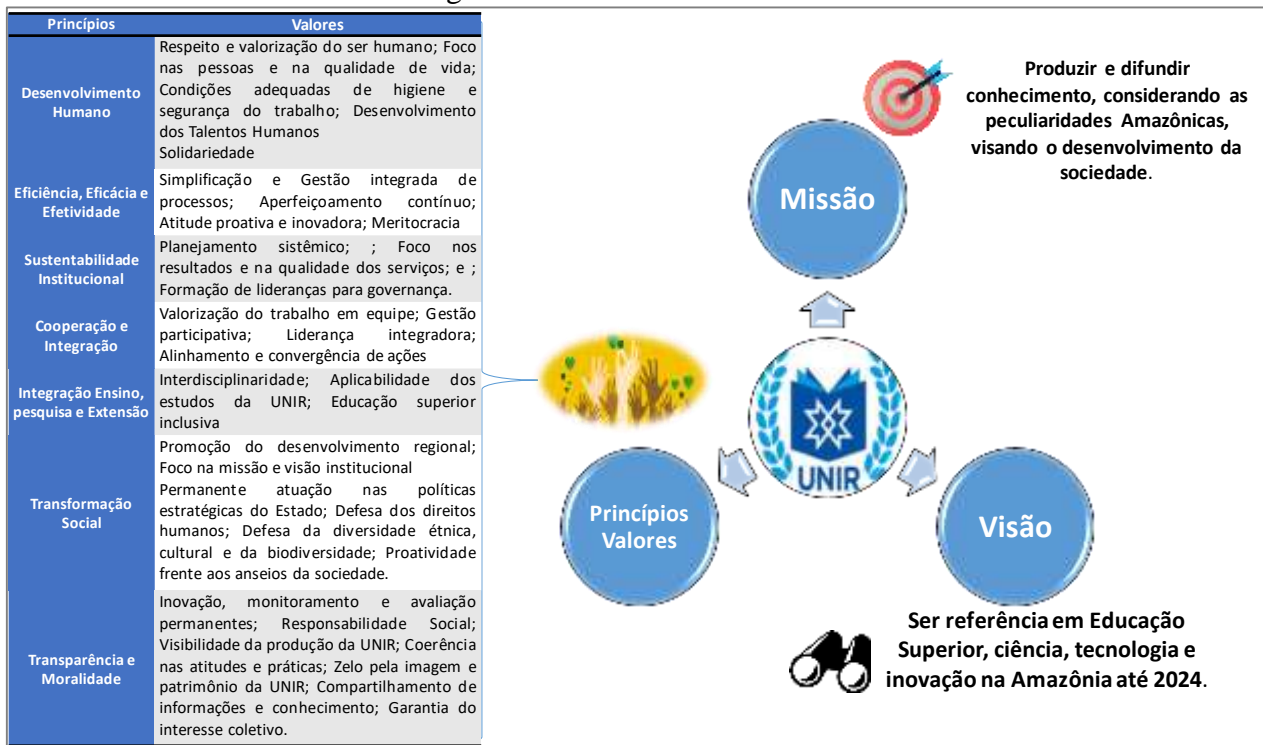 Princípios Valores
Desenvolvimento
Humano
Respeito e valorização do ser humano; Foco
nas pessoas e na qualidade de vida;
Condições adequadas de higiene e
segurança do trabalho; Desenvolvimento
dos Talentos Humanos
Solidariedade
Eficiência, Eficácia e
Efetividade
Simplificação e Gestão integrada de
processos; Aperfeiçoamento contínuo;
Atitude proativa e inovadora; Meritocracia
Sustentabilidade
Institucional
Planejamento sistêmico; ; Foco nos
resultados e na qualidade dos serviços; e ;
Formação de lideranças para governança.
Cooperação e
Integração
Valorização do trabalho em equipe; Gestão
participativa; Liderança integradora;
Alinhamento e convergência de ações
Integração Ensino,
pesquisa e Extensão
Interdisciplinaridade; Aplicabilidade dos
estudos da UNIR; Educação superior
inclusiva
Transformação
Social
Promoção do desenvolvimento regional;
Foco na missão e visão institucional
Permanente atuação nas políticas
estratégicas do Estado; Defesa dos direitos
humanos; Defesa da diversidade étnica,
cultural e da biodiversidade; Proatividade
frente aos anseios da sociedade.
Transparência e
Moralidade
Inovação, monitoramento e avaliação
permanentes; Responsabilidade Social;
Visibilidade da produção da UNIR; Coerência
nas atitudes e práticas; Zelo pela imagem e
patrimônio da UNIR; Compartilhamento de
informações e conhecimento; Garantia do
interesse coletivo.
Produzir e difundir
conhecimento, considerando as
peculiaridades Amazônicas,
visando o desenvolvimento da
sociedade.
Missão
UNIR
Princípios
Valores
Visão
Ser referência em Educação
Superior, ciência, tecnologia e
inovação na Amazônia até 2024.